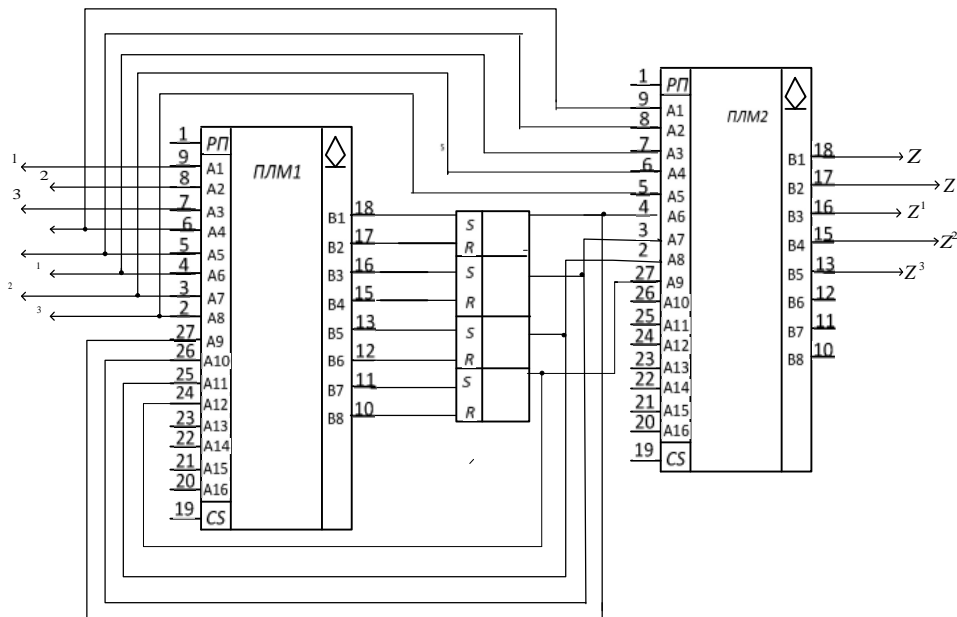 ПЛМ1
1 РП
9 A1
8 A2
7 A3
6 A4
5 A5
4 A6
3 A7
2 A8
27 A9
26 A10
25 A11
24 A12
23 A13
22 A14
21 A15
20 A16
19 CS
B1 18
B2 17
B3 16
B4 15
B5 13
B6 12
B7 11
B8 10
1
2
3
1
2
3
S
R
S
R
S
R
S
R
5
ПЛМ2
1 РП
9 A1
8 A2
7 A3
6 A4
5 A5
4 A6
3 A7
2 A8
27 A9
26 A10
25 A11
24 A12
23 A13
22 A14
21 A15
20 A16
19 CS
B1 18 Z
B2 17 Z
B3 16 Z¹
B4 15 Z²
B5 13 Z³
B6 12
B7 11
B8 10